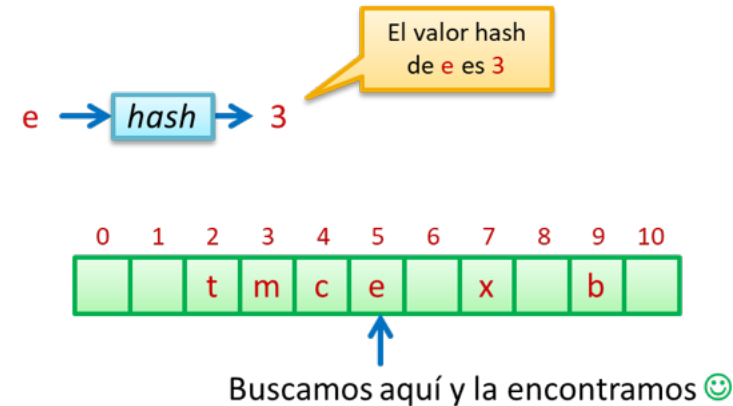 El valor hash
de e es 3
e hash 3
0 1 2 3 4 5 6 7 8 9 10
t m c e x b
Buscamos aquí y la encontramos ☺